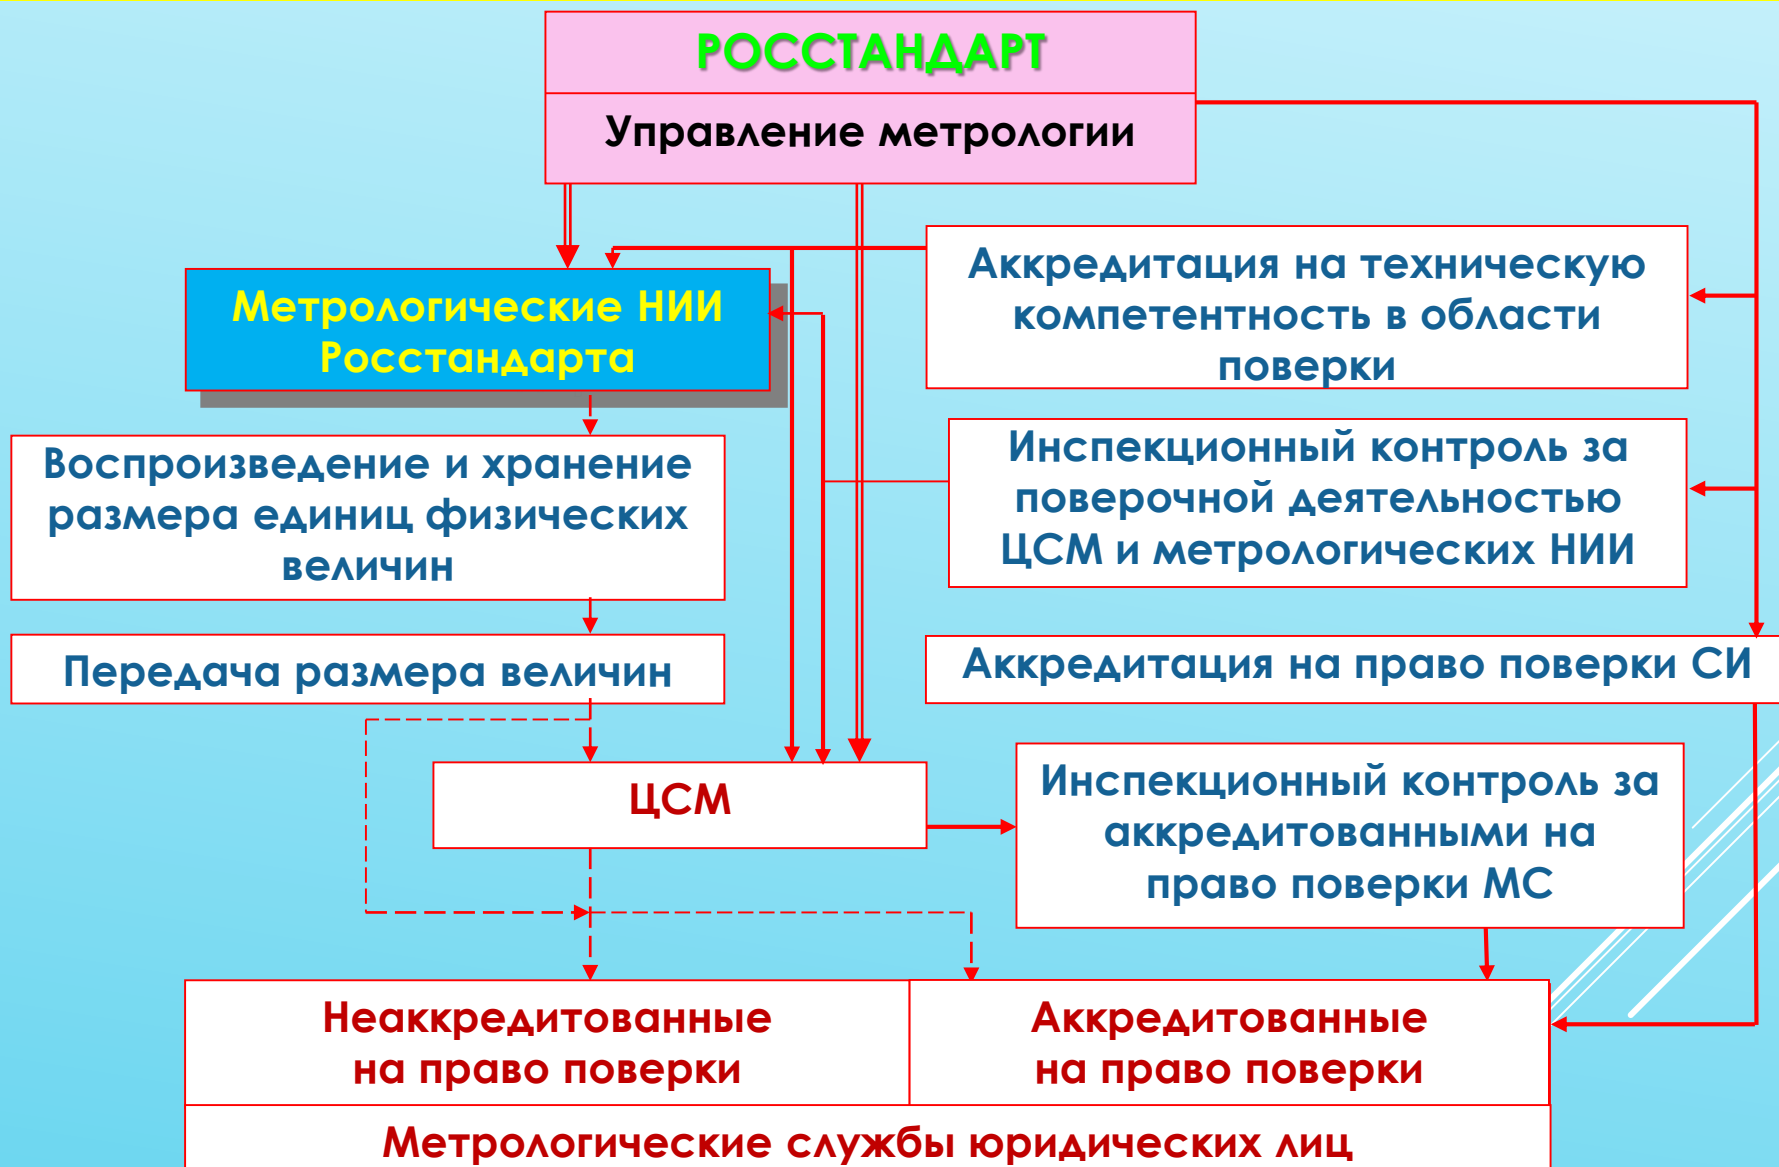 РОССТАНДАРТ
Управление метрологии
Аккредитация на техническую
компетентность в области
поверки
Метрологические НИИ
Росстандарта
Инспекционный контроль за
поверочной деятельностью
ЦСМ и метрологических НИИ
Воспроизведение и хранение
размера единиц физических
величин
Передача размера величин
Аккредитация на право поверки СИ
ЦСМ
Инспекционный контроль за
аккредитованными на
право поверки МС
Неаккредитованные
на право поверки
Аккредитованные
на право поверки
Метрологические службы юридических лиц